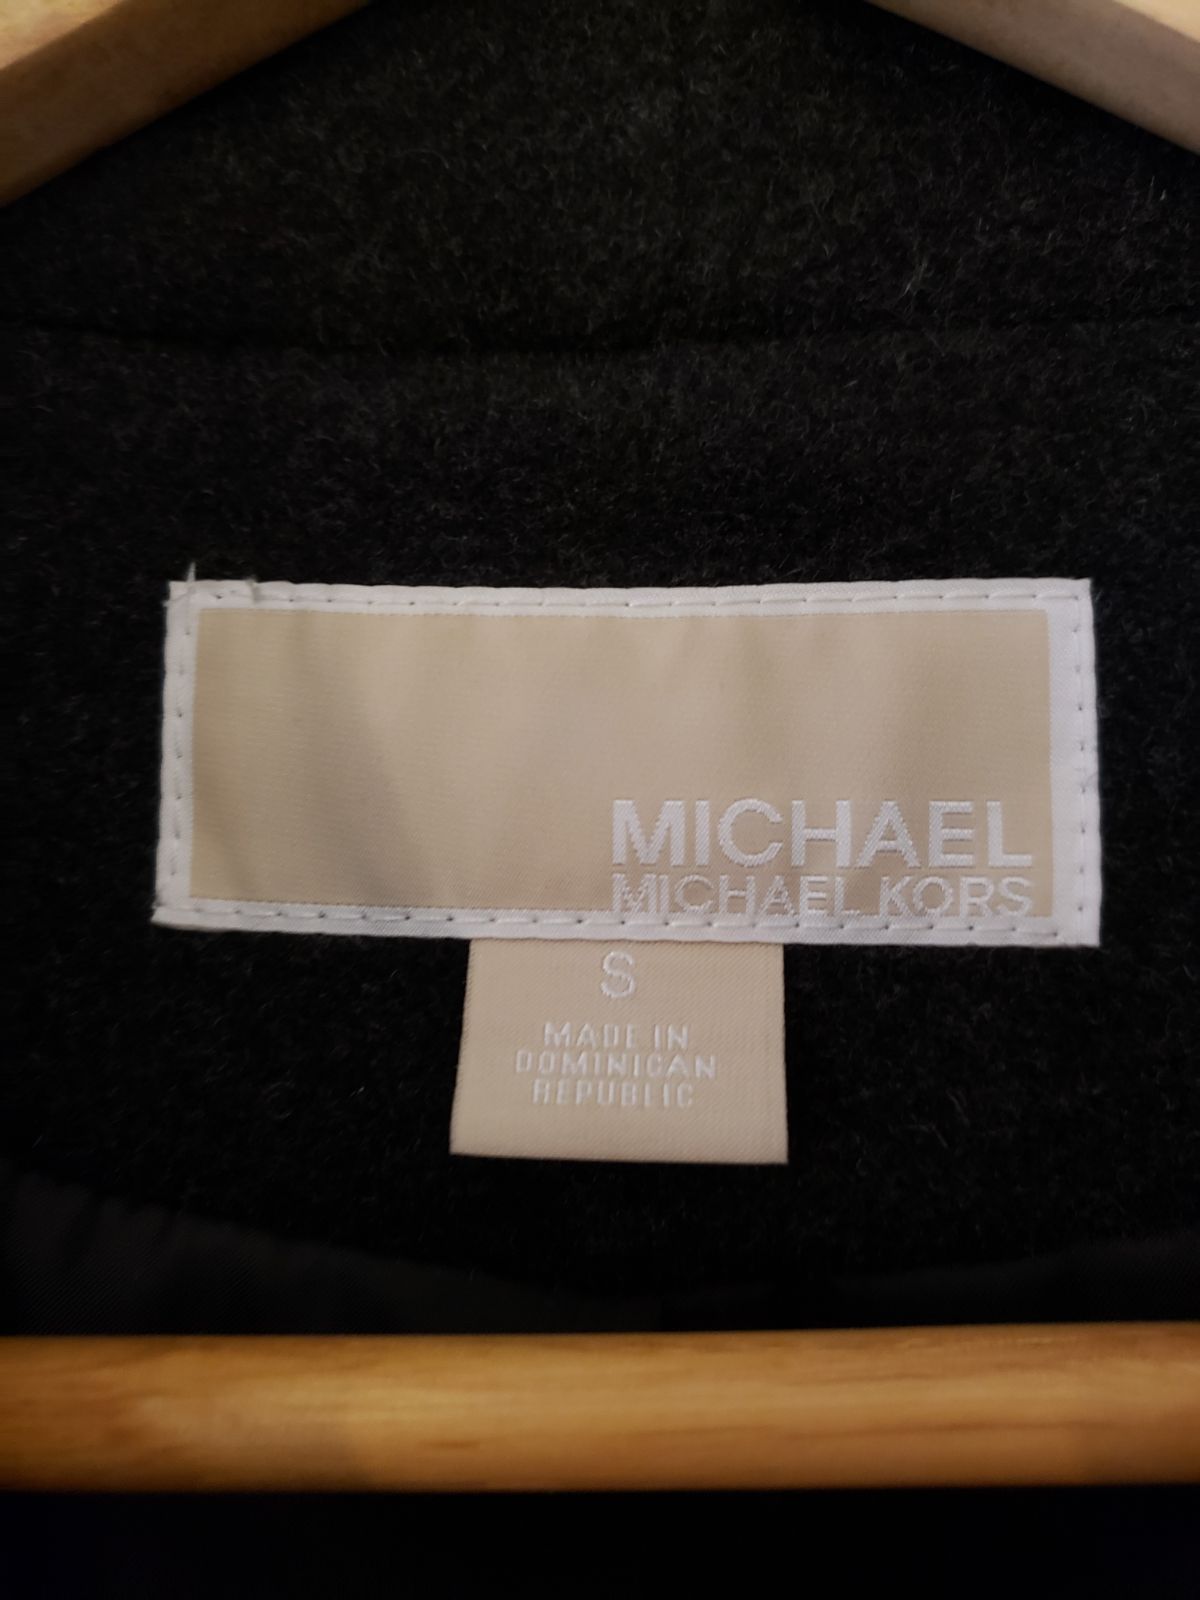 MICHAEL
MICHAEL KORS
S
MADE IN
DOMINICAN
REPUBLIC